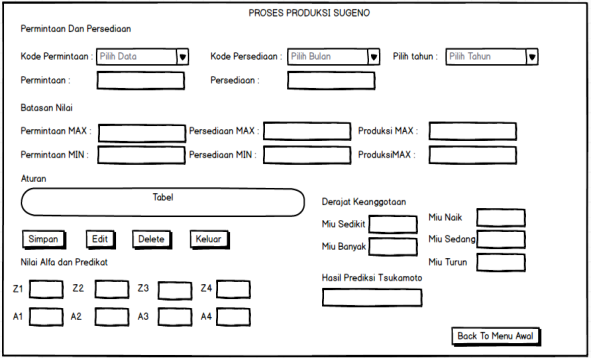 PROSES PRODUKSI SUGENO
Permintaan Dan Persediaan
Kode Permintaan : Pilih Data Kode Persediaan : Pilih Bulan Pilih tahun : Pilih Tahun
Permintaan : Persediaan :
Batasan Nilai
Permintaan MAX : Persediaan MAX : Produksi MAX :
Permintaan MIN : Persediaan MIN : ProduksiMAX :
Aturan
Tabel
Derajat Keanggotaan
Miu Sedikit Miu Naik
Miu Banyak Miu Sedang
Miu Turun
Simpan Edit Delete Keluar
Nilai Alfa dan Predikat
Hasil Prediksi Tsukamoto
Z1 Z2 Z3 Z4
A1 A2 A3 A4
Back To Menu Awal